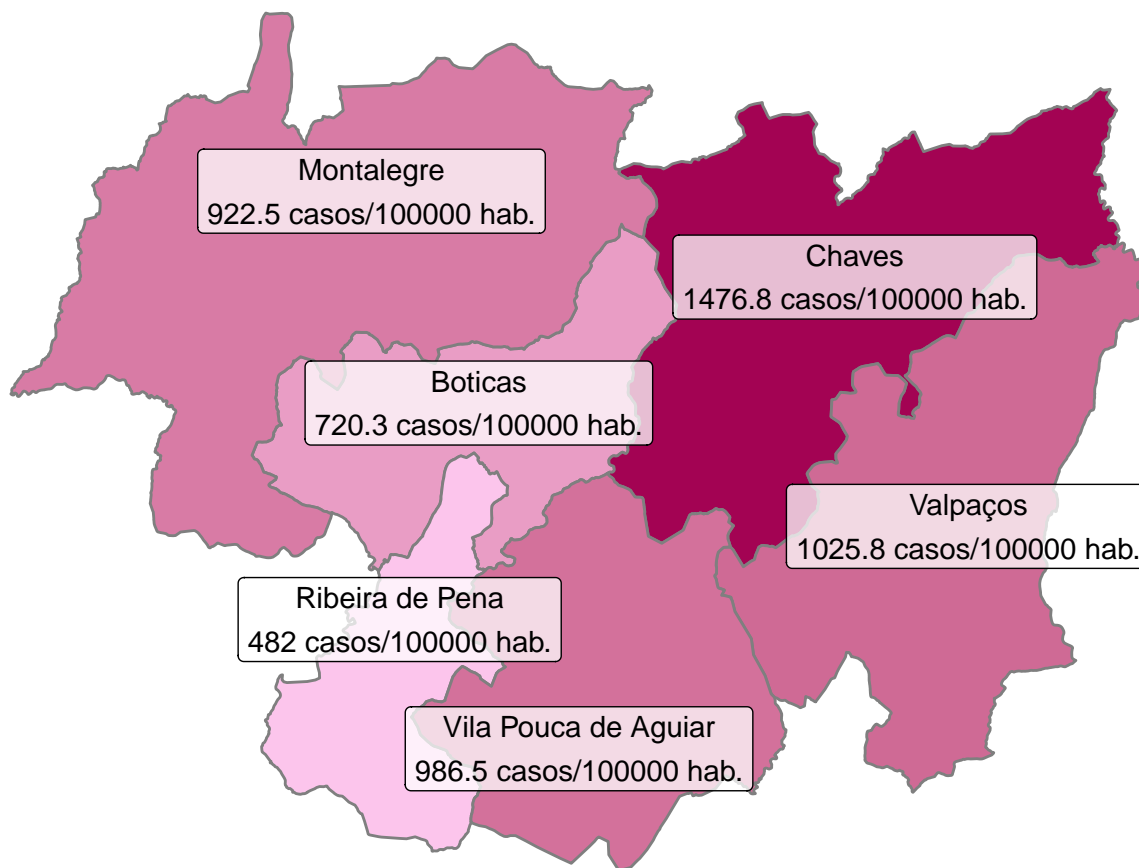 Montalegre
922.5 casos/100000 hab.
Chaves
1476.8 casos/100000 hab.
Boticas
720.3 casos/100000 hab.
Valpaços
1025.8 casos/100000 hab.
Ribeira de Pena
482 casos/100000 hab.
Vila Pouca de Aguiar
986.5 casos/100000 hab.